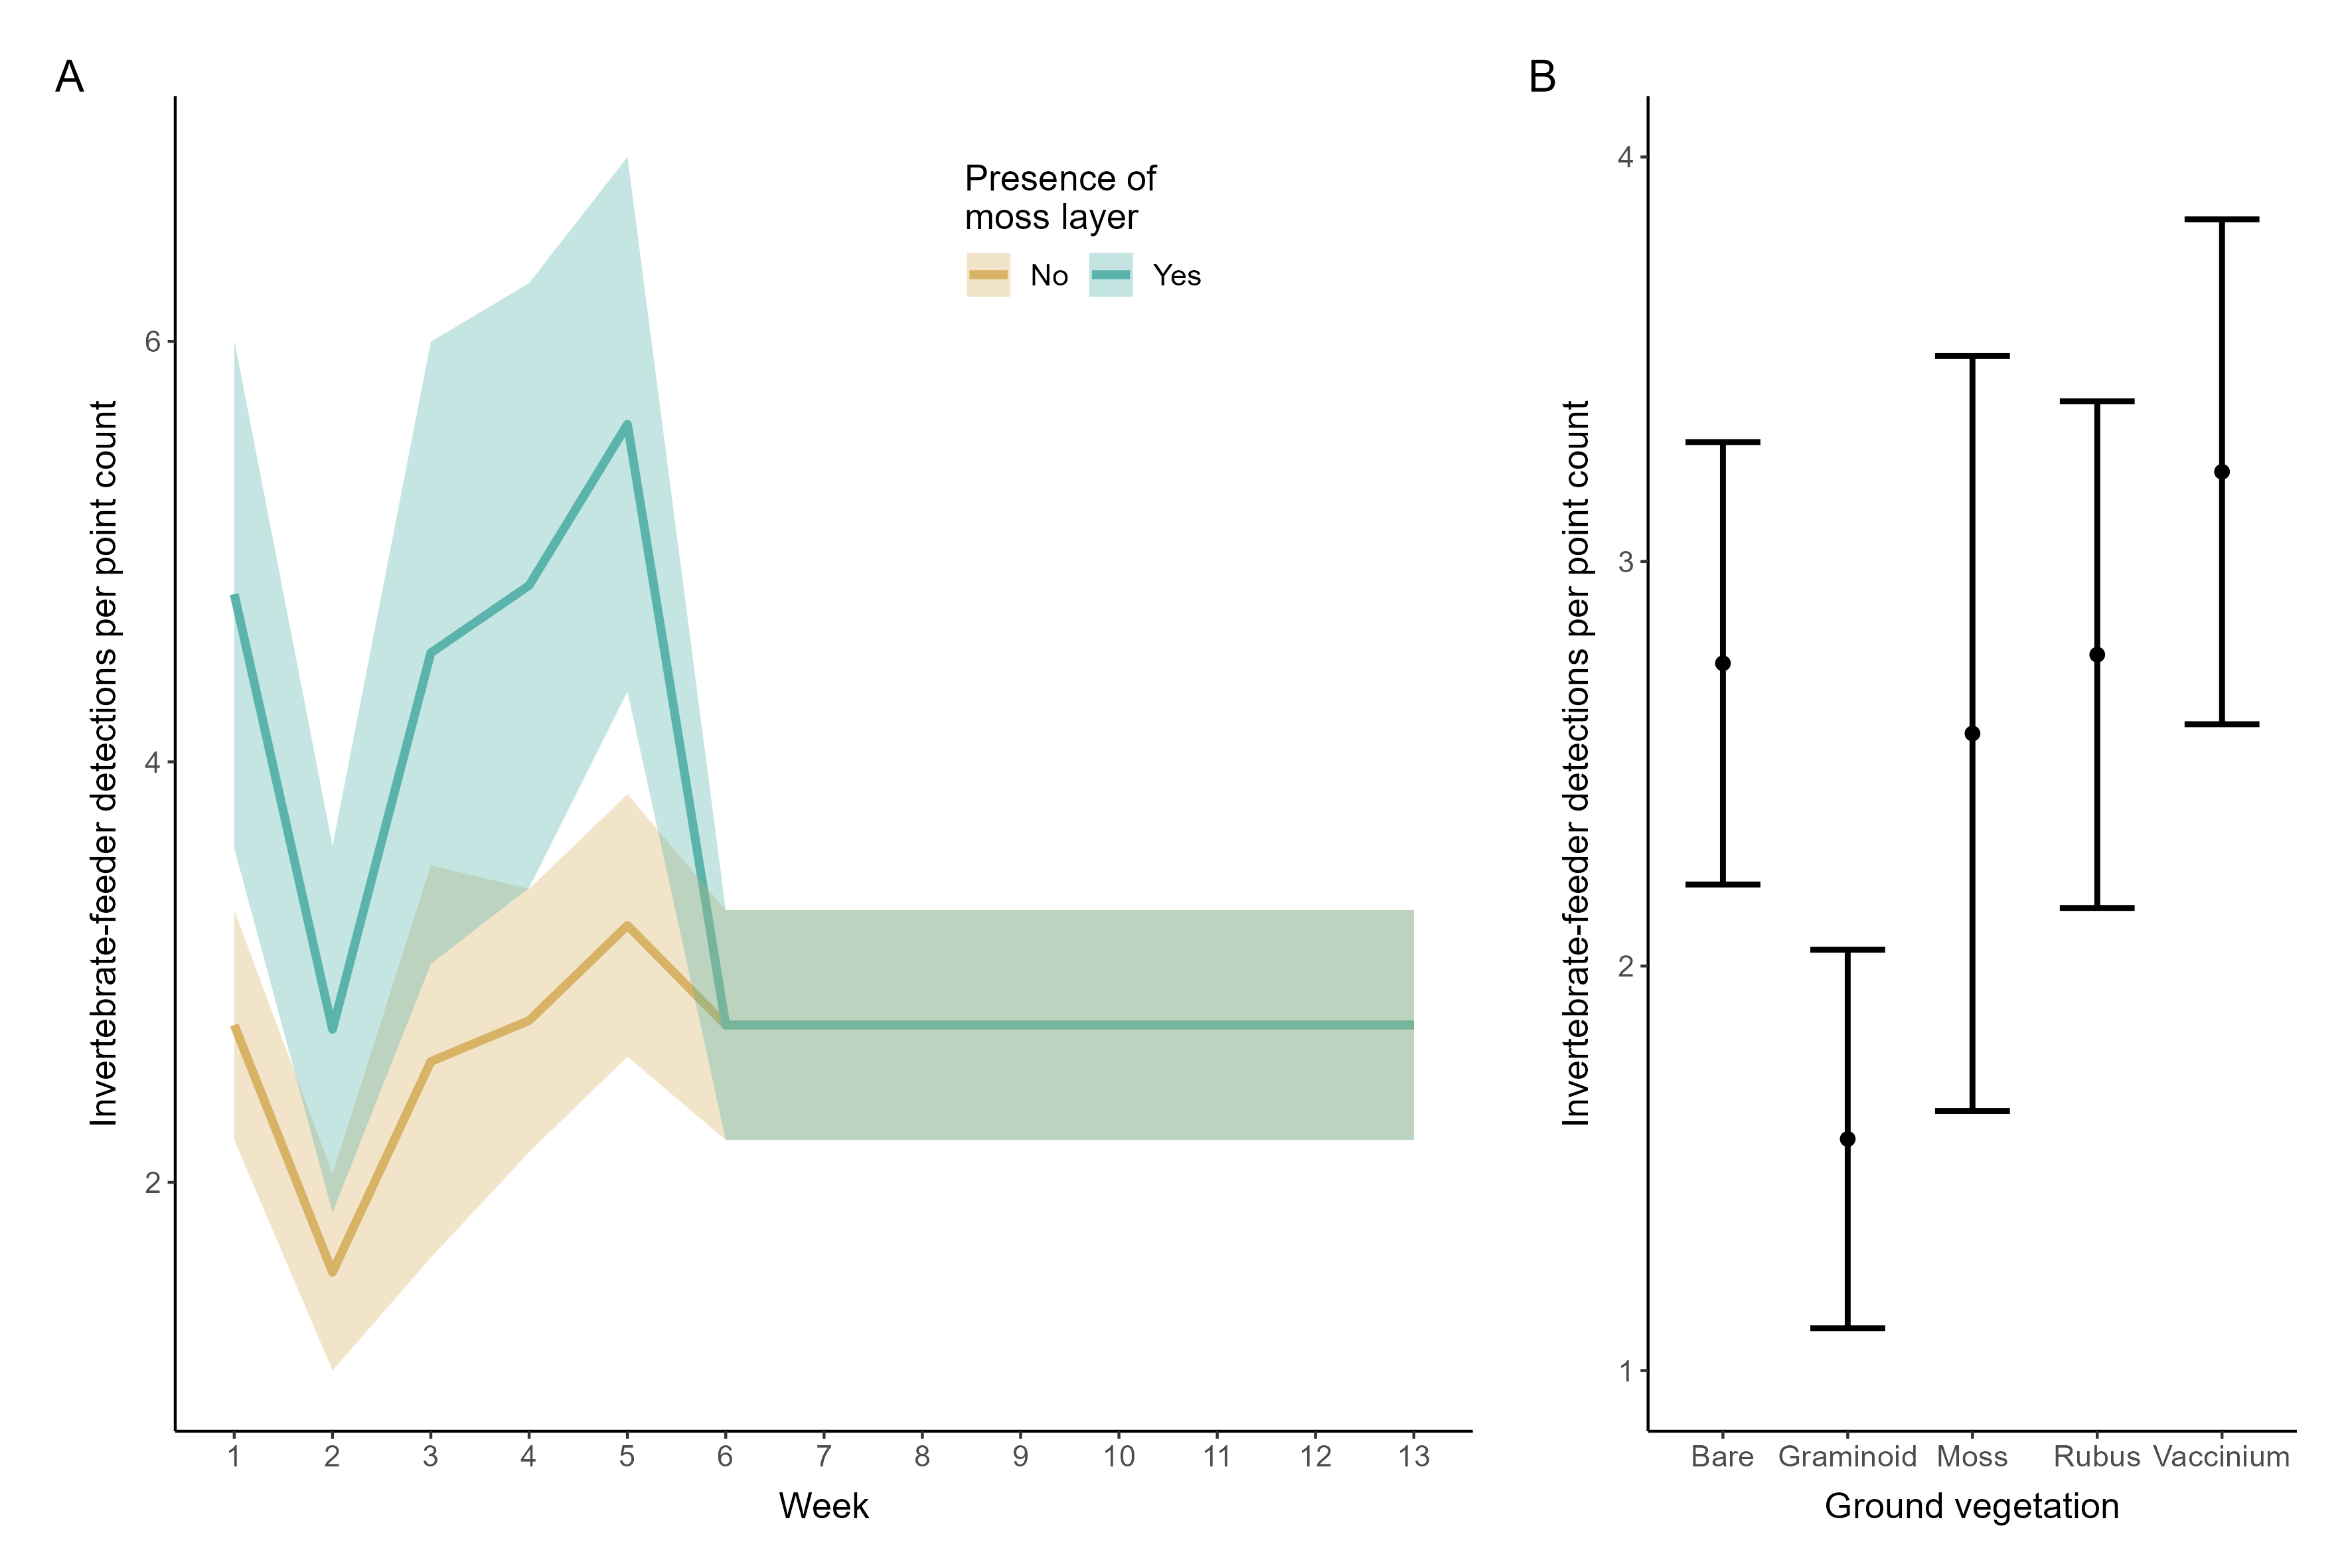 A
Invertebrate-feeder detections per point count
6
4
2
Presence of
moss layer
No Yes
1 2 3 4 5 6 7 8 9 10 11 12 13
Week
B
Invertebrate-feeder detections per point count
4
3
2
1
Bare Graminoid Moss Rubus Vaccinium
Ground vegetation